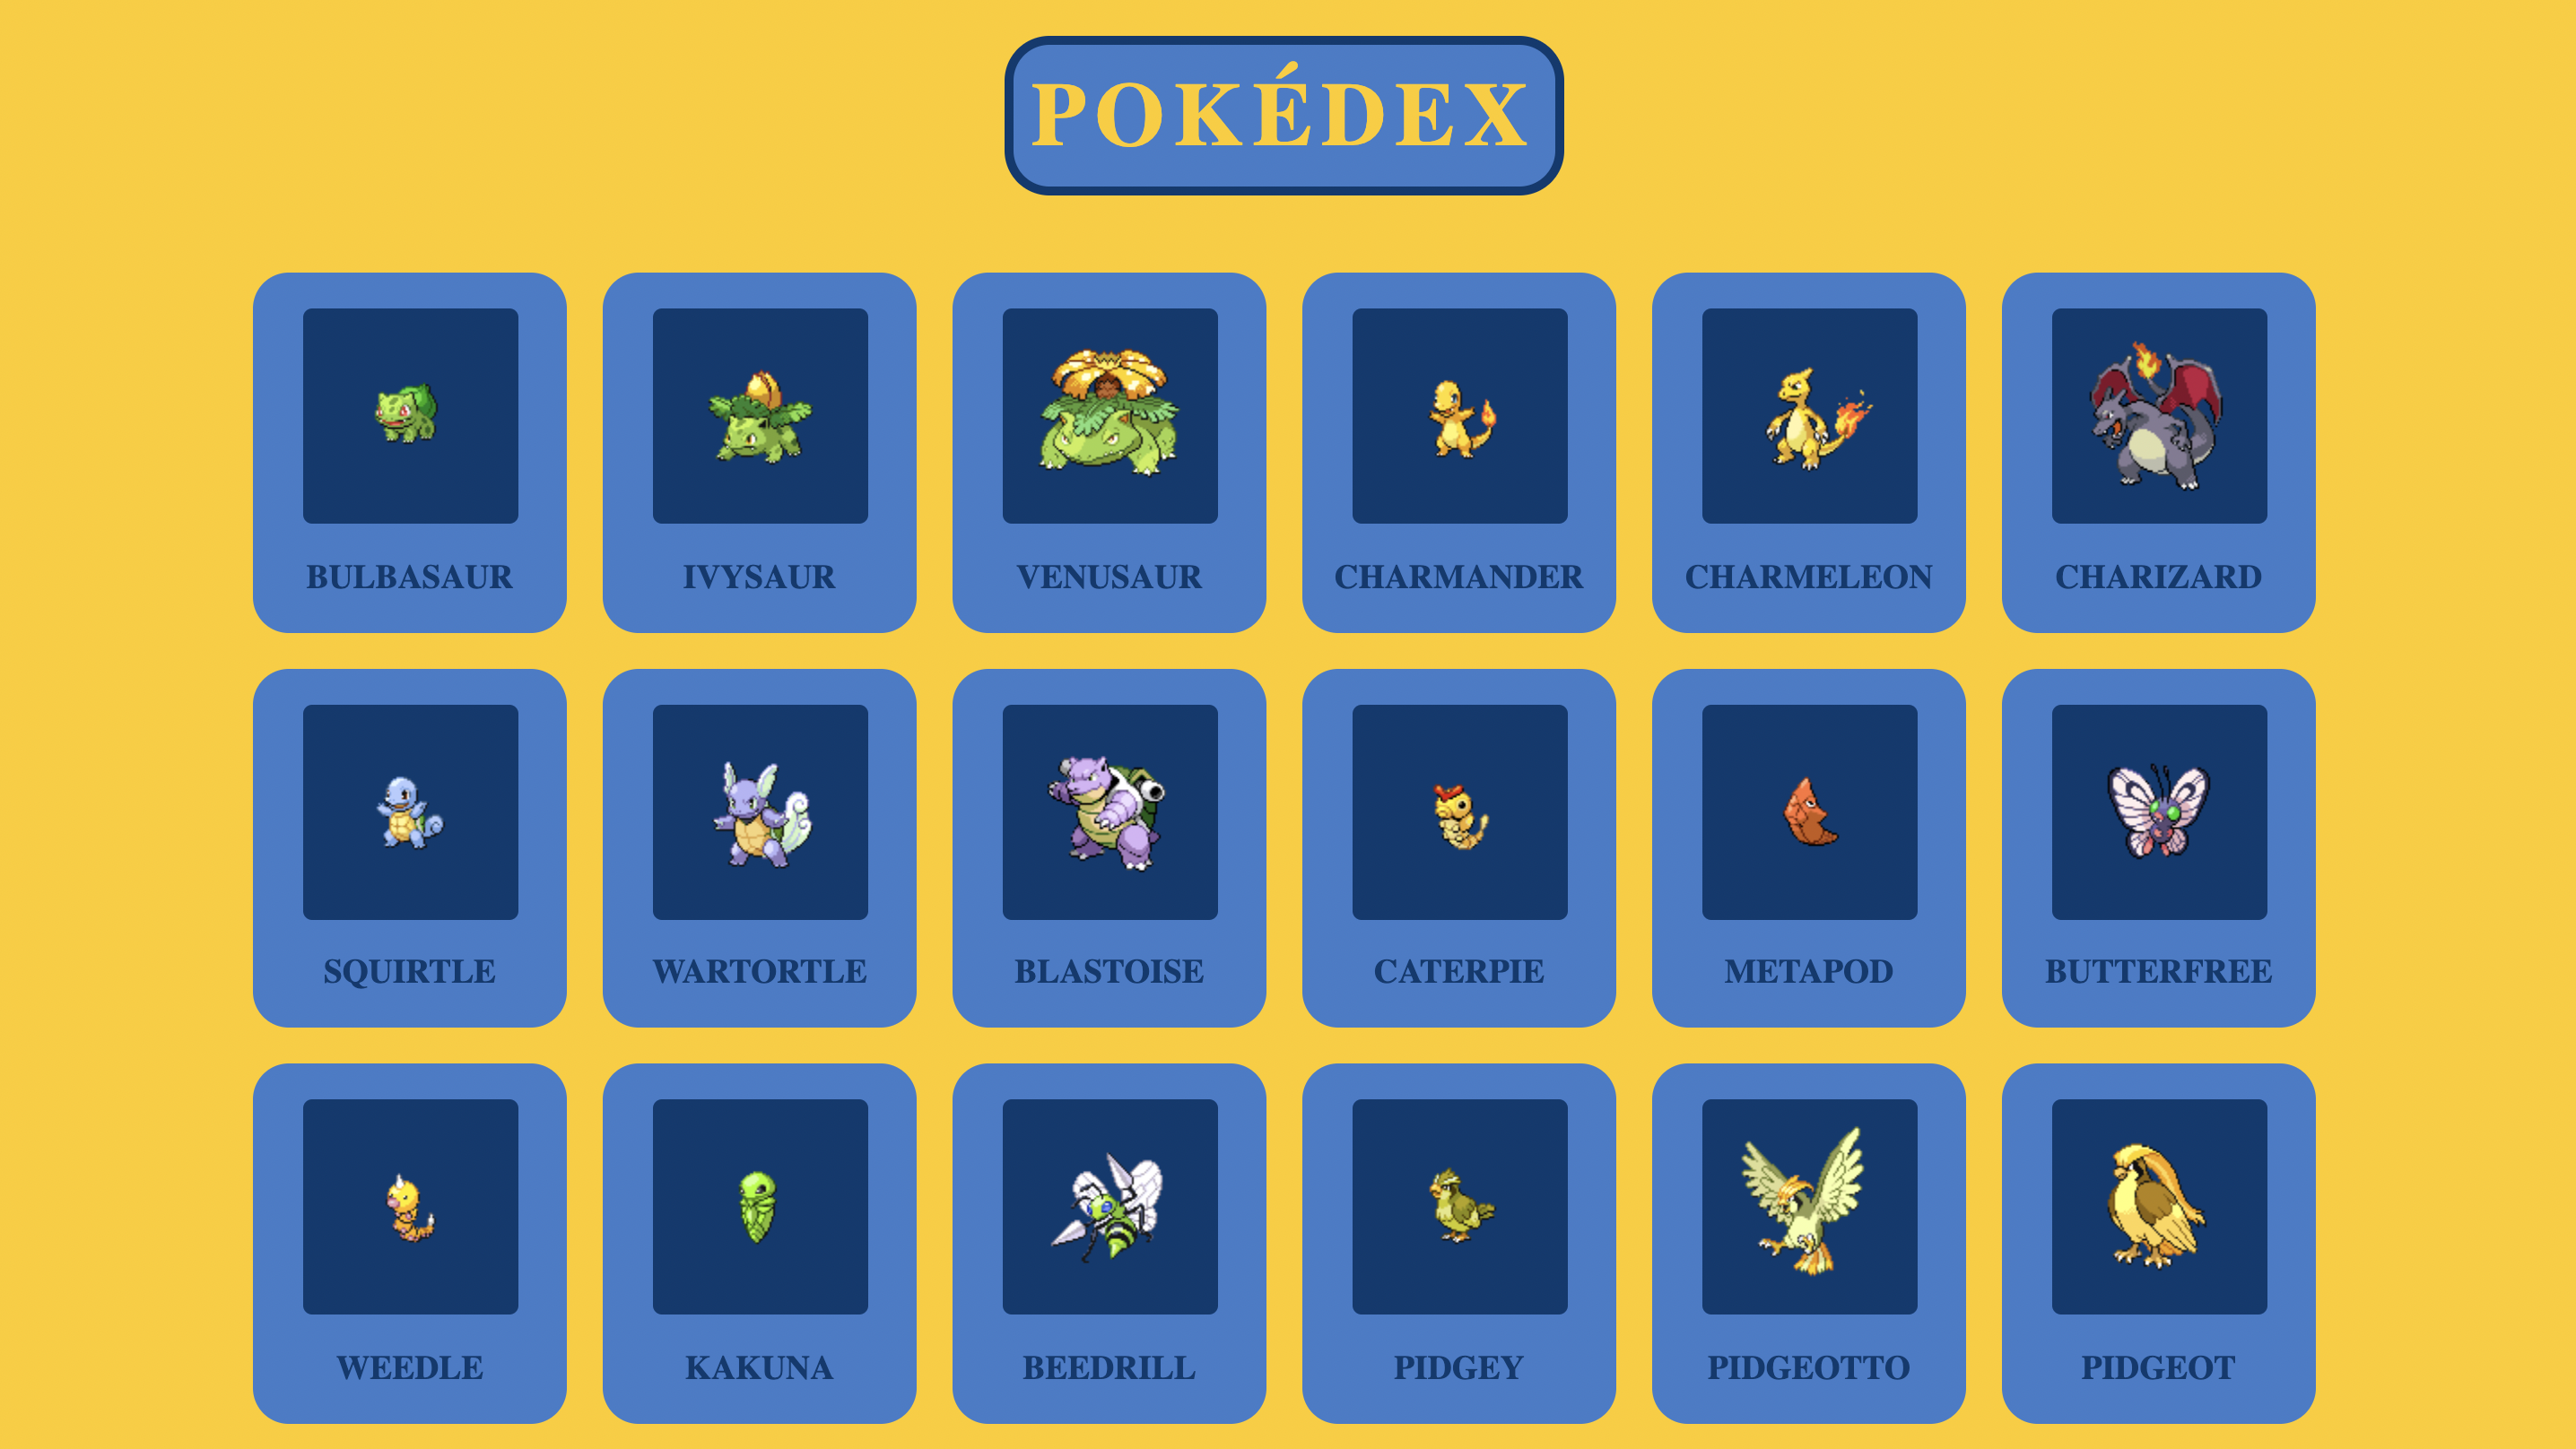 POKÉDEX
BULBASAUR IVYSAUR VENUSAUR CHARMANDER CHARMELEON CHARIZARD
SQUIRTLE WARTORTLE BLASTOISE CATERPIE METAPOD BUTTERFREE
WEEDLE KAKUNA BEEDRILL PIDGEY PIDGEOTTO PIDGEOT